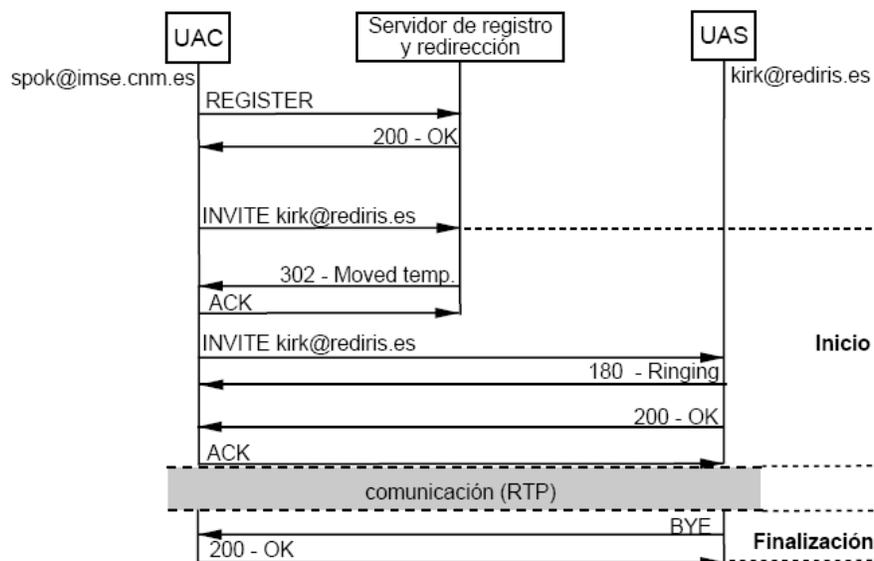 UAC
Servidor de registro
y redirección
UAS
spok@imse.cnm.es
kirk@rediris.es
REGISTER
200 - OK
INVITE kirk@rediris.es
302 - Moved temp.
ACK
INVITE kirk@rediris.es
Inicio
180 - Ringing
200 - OK
ACK
comunicación (RTP)
BYE
Finalización
200 - OK